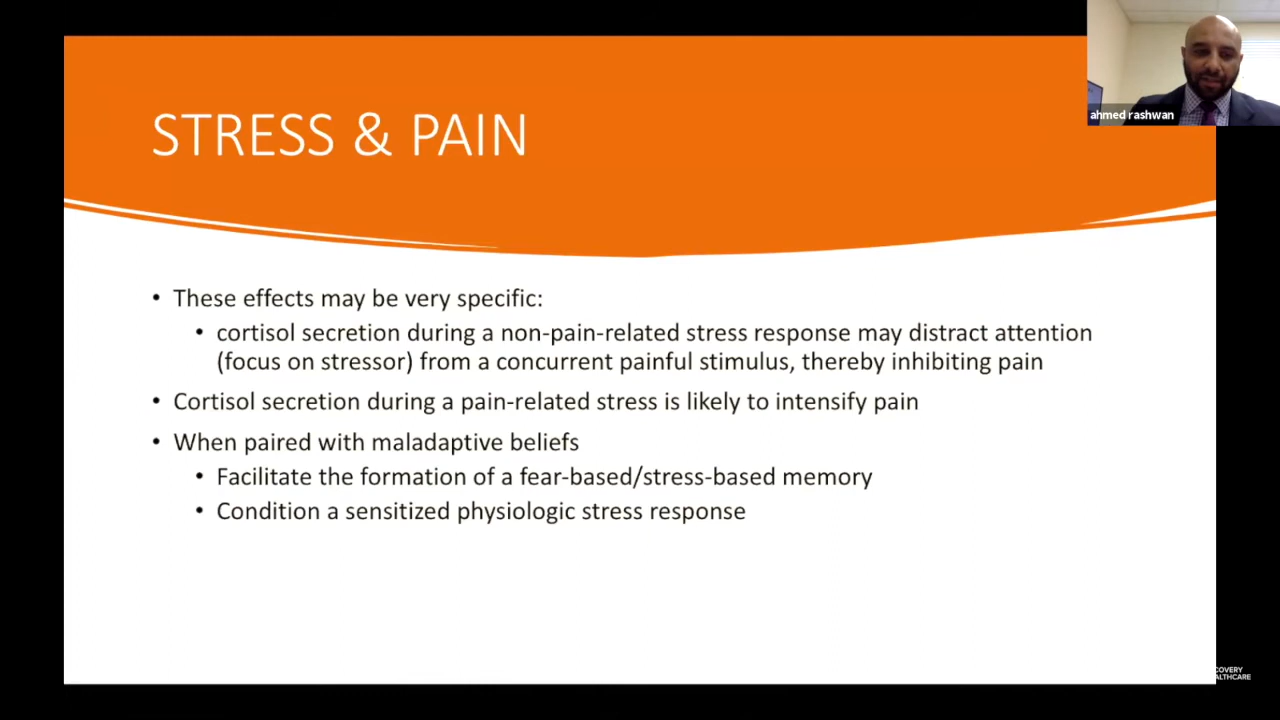 ahmed rashwan
STRESS & PAIN
• These effects may be very specific:
• cortisol secretion during a non-pain-related stress response may distract attention
(focus on stressor) from a concurrent painful stimulus, thereby inhibiting pain
• Cortisol secretion during a pain-related stress is likely to intensify pain
• When paired with maladaptive beliefs
• Facilitate the formation of a fear-based/stress-based memory
• Condition a sensitized physiologic stress response
COVERY
ALTHCARE